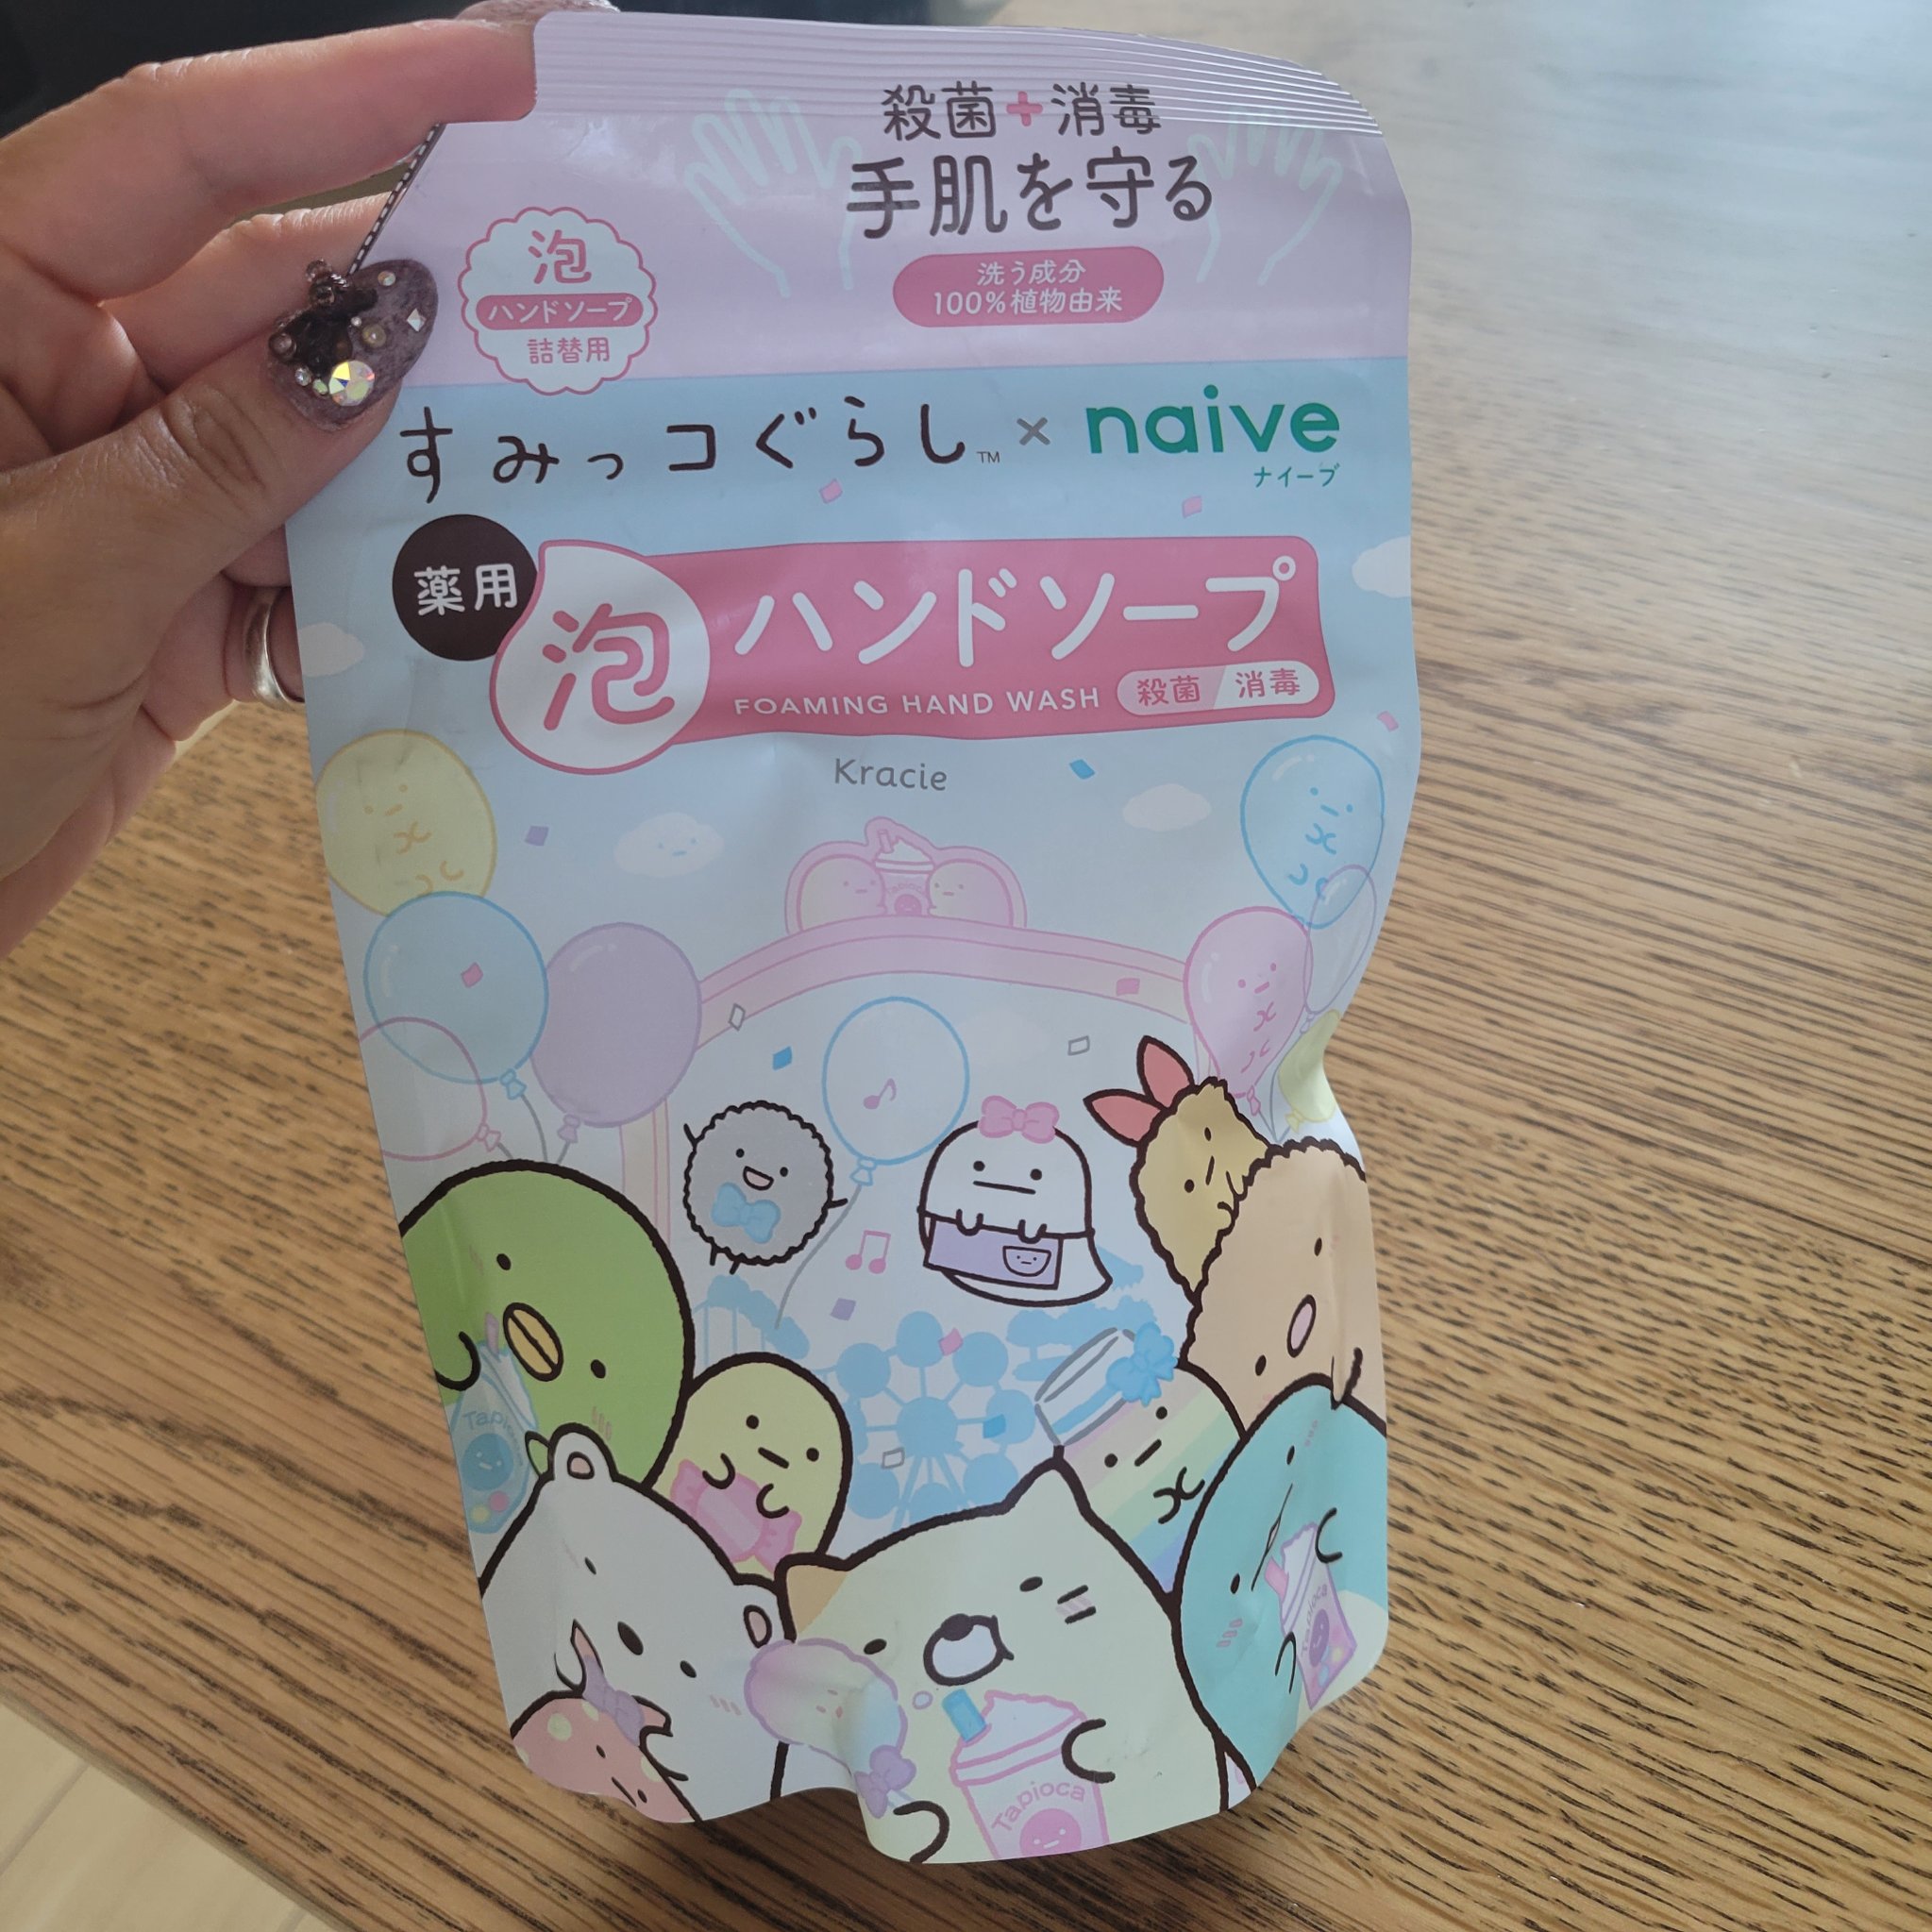 殺菌+消毒
手肌を守る
洗う成分
100%植物由来
泡
ハンドソープ
詰替用
すみっコぐらし™ × naive
ナイーブ
薬用
泡ハンドソープ
FOAMING HAND WASH 殺菌/消毒
Kracie
Tapioca
Tapioca